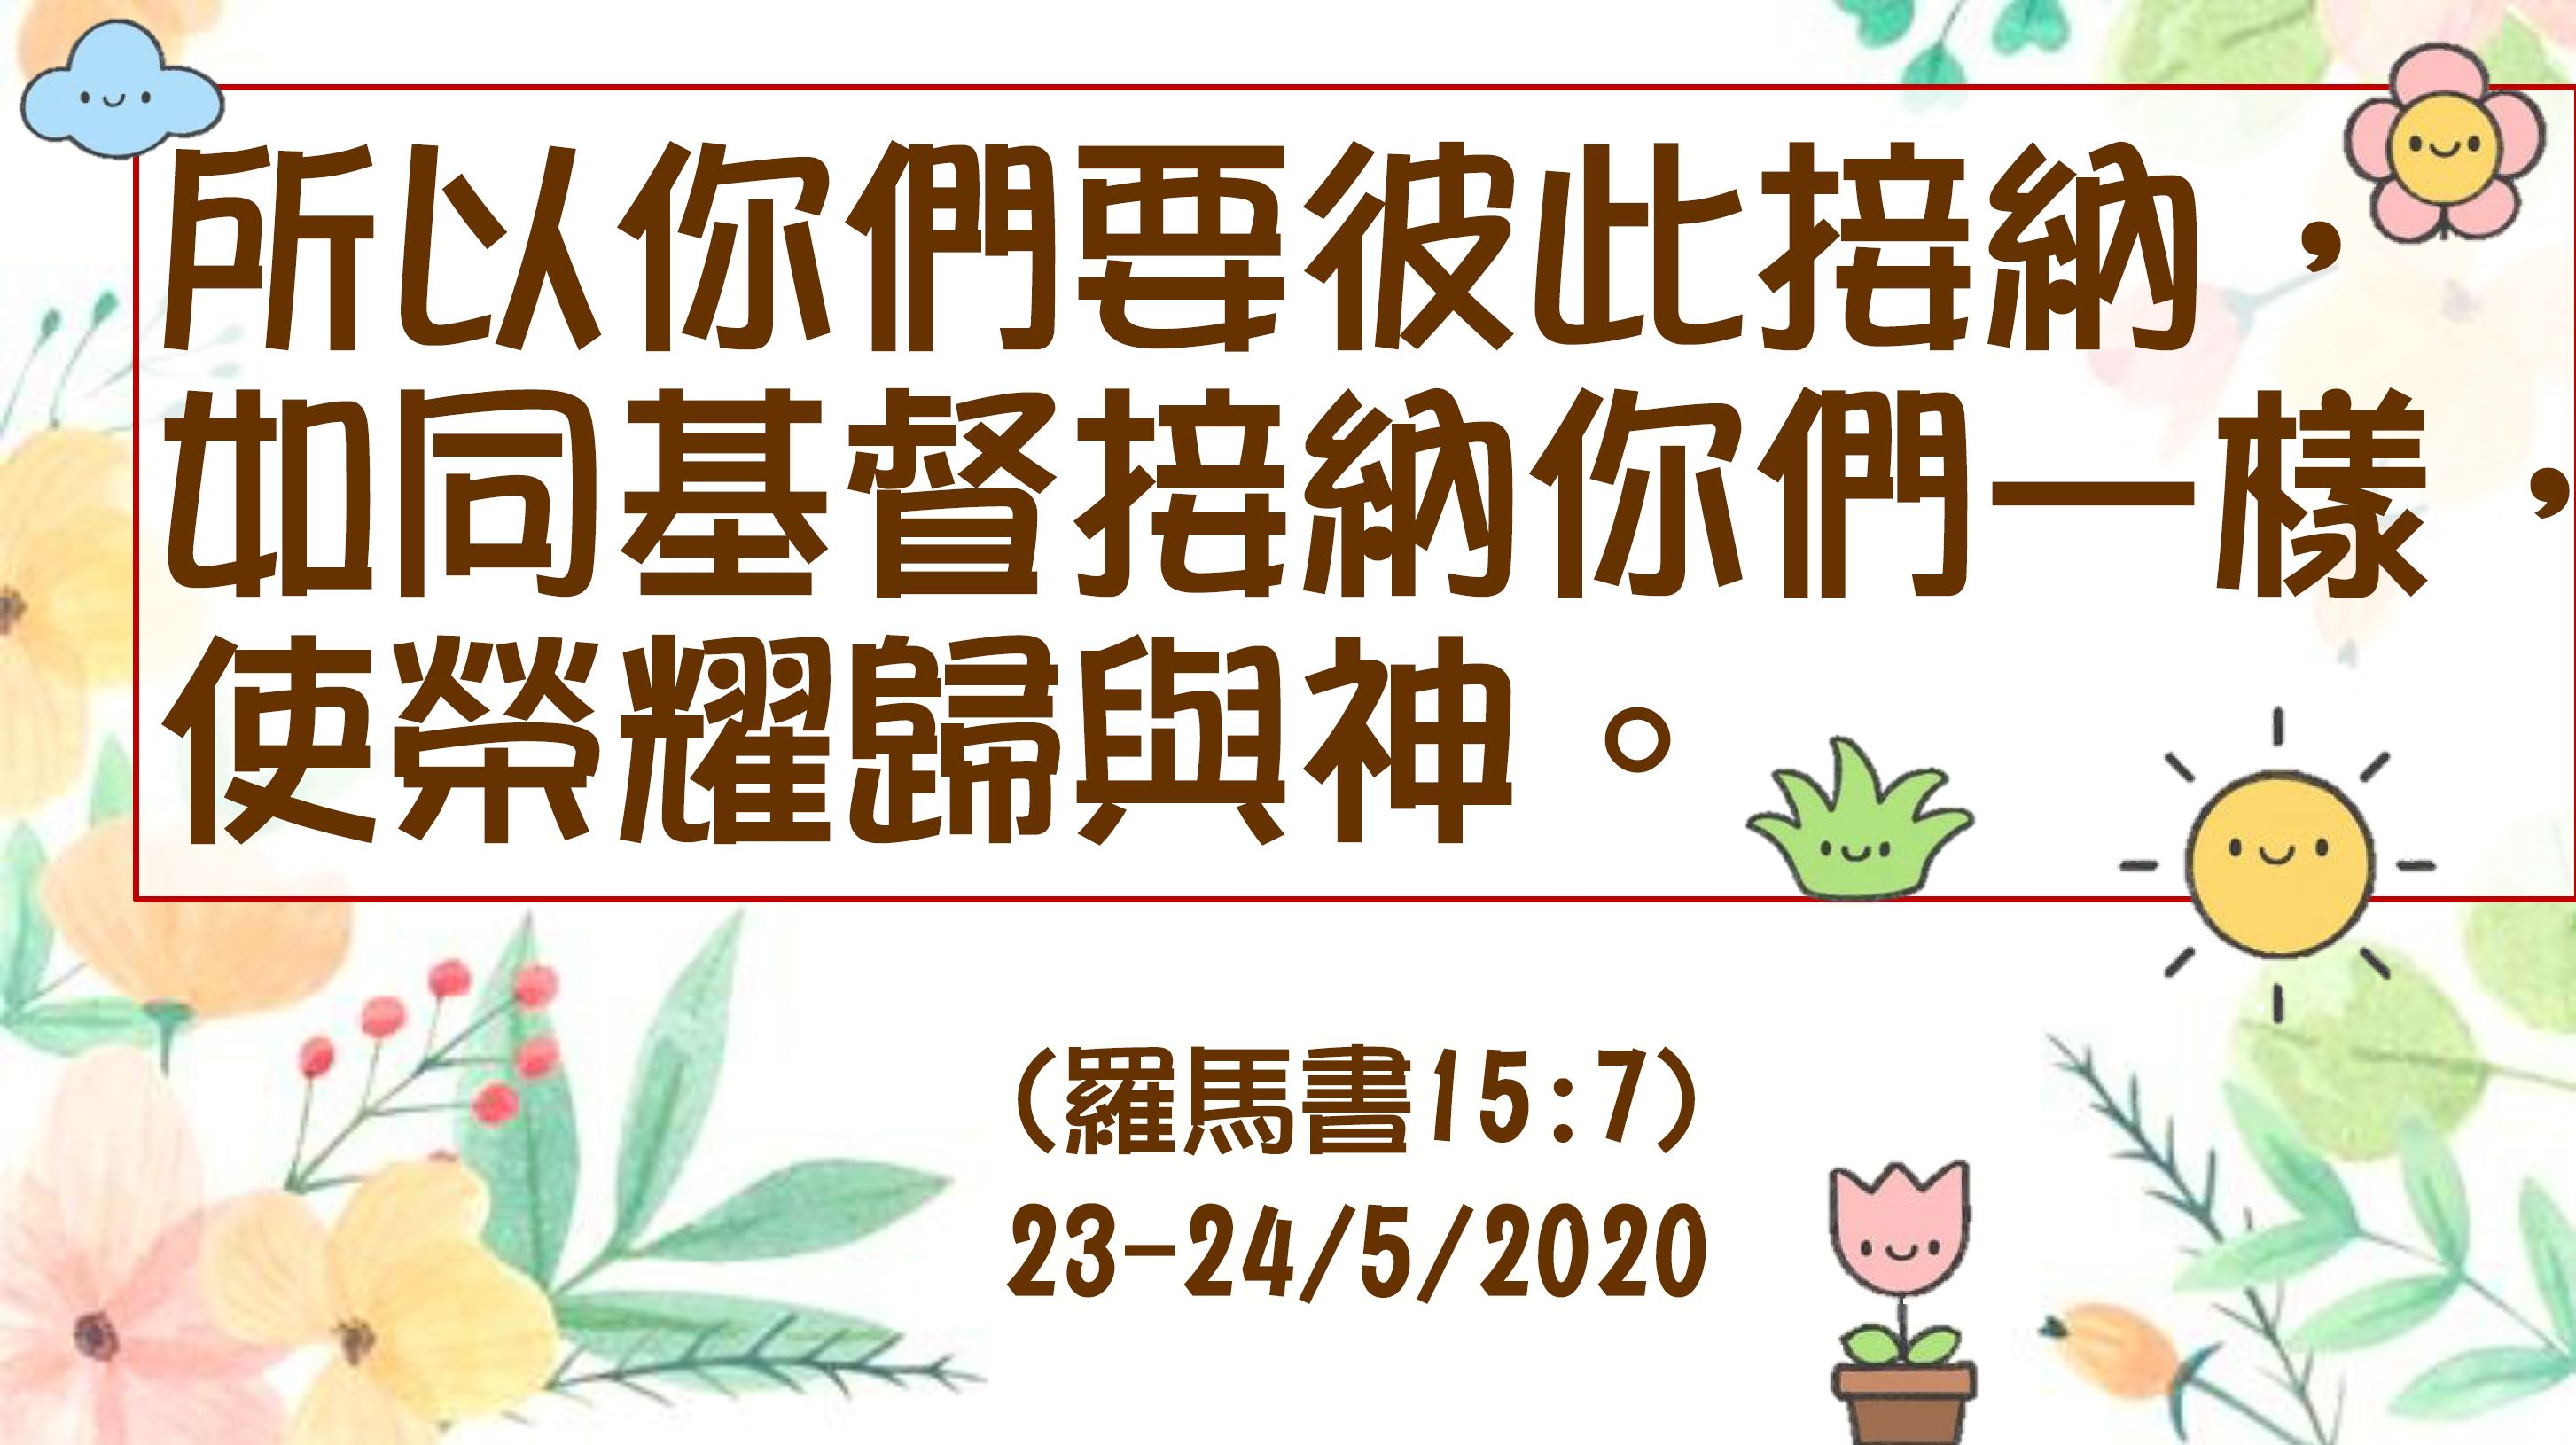 所以你們要彼此接納，
如同基督接納你們一樣，
使榮耀歸與神。
(羅馬書15:7)
23-24/5/2020